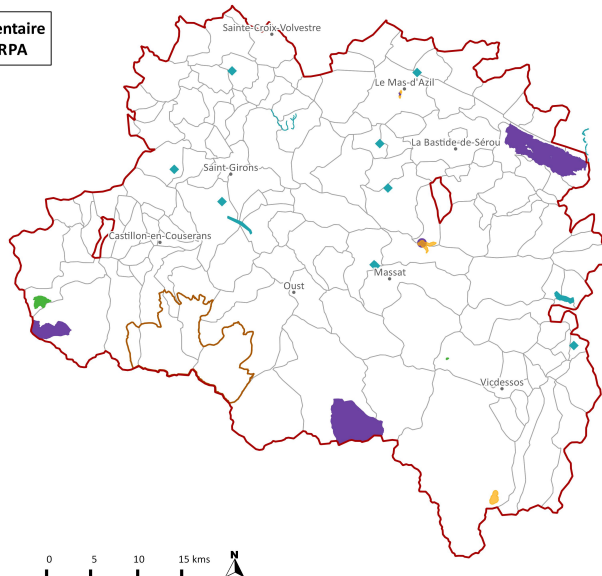 entaire
RPA
Sainte-Croix-Volvestre
Le Mas-d'Azil
La Bastide-de-Sérou
Saint-Girons
Castillon-en-Couserans
Massat
Oust
Vicdessos
0 5 10 15 kms
N